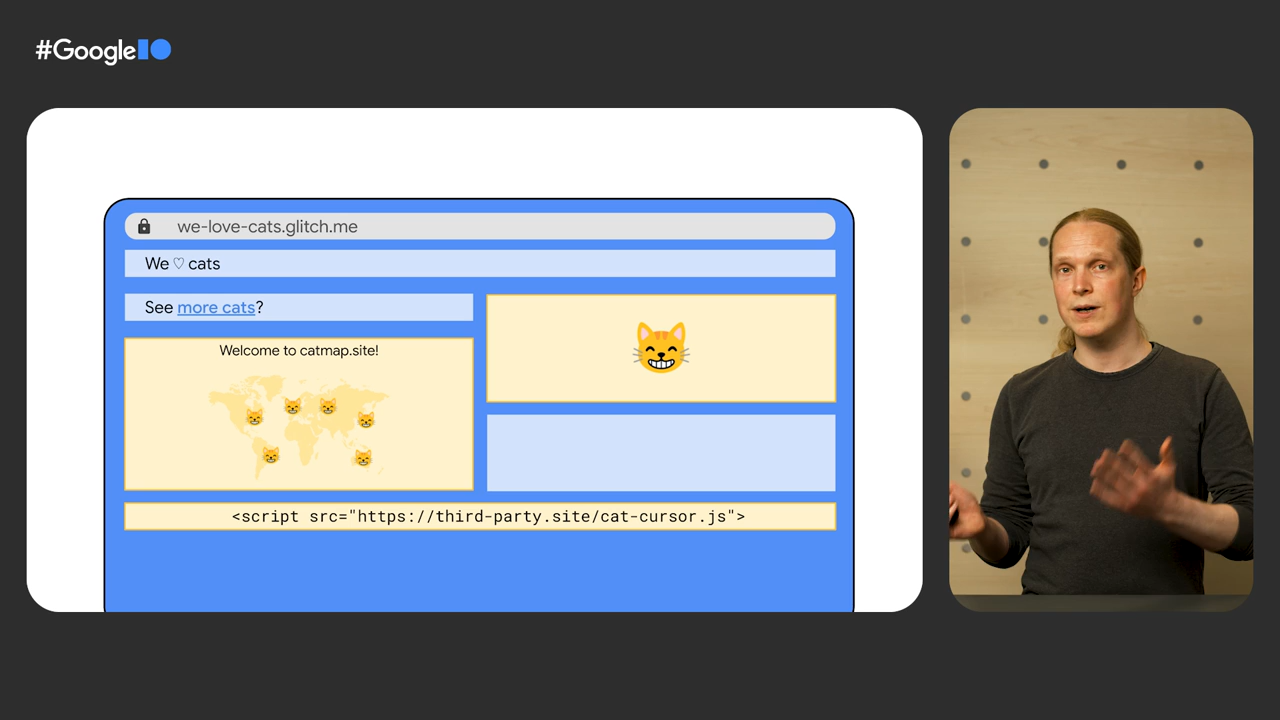 #GoogleIO
we-love-cats.glitch.me
We ♡ cats
See more cats?
Welcome to catmap.site!
<script src="https://third-party.site/cat-cursor.js">